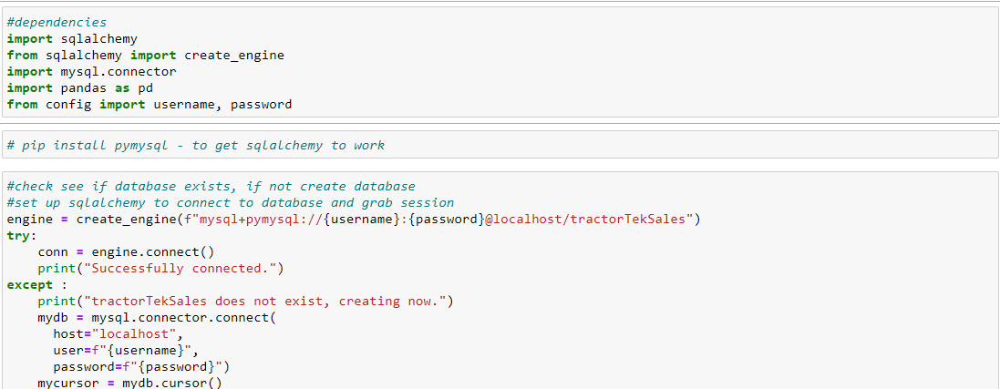 #dependencies
import sqlalchemy
from sqlalchemy import create_engine
import mysql.connector
import pandas as pd
from config import username, password
# pip install pymysql - to get sqlalchemy to work
#check see if database exists, if not create database
#set up sqlalchemy to connect to database and grab session
engine = create_engine(f"mysql+pymysql://{username}:{password}@localhost/tractorTekSales")
try:
    conn = engine.connect()
    print("Successfully connected.")
except :
    print("tractorTekSales does not exist, creating now.")
    mydb = mysql.connector.connect(
      host="localhost",
      user=f"{username}",
      password=f"{password}")
    mycursor = mydb.cursor()